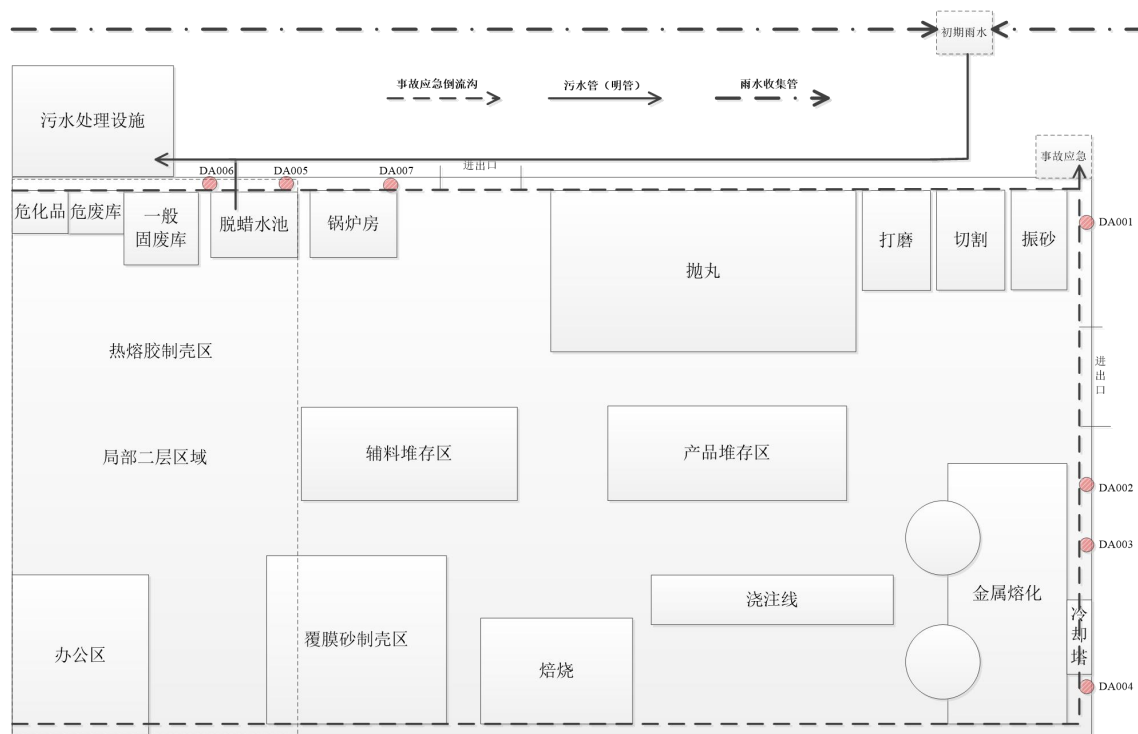 初期雨水
事故应急倒流沟
污水管（明管）
雨水收集管
污水处理设施
事故应急
进出口
DA006
DA005
DA007
DA001
危化品
危废库
一般
固废库
脱蜡水池
锅炉房
抛丸
打磨
切割
振砂
热熔胶制壳区
进
出
口
局部二层区域
辅料堆存区
产品堆存区
DA002
DA003
金属熔化
浇注线
冷
却
塔
办公区
覆膜砂制壳区
焙烧
DA004